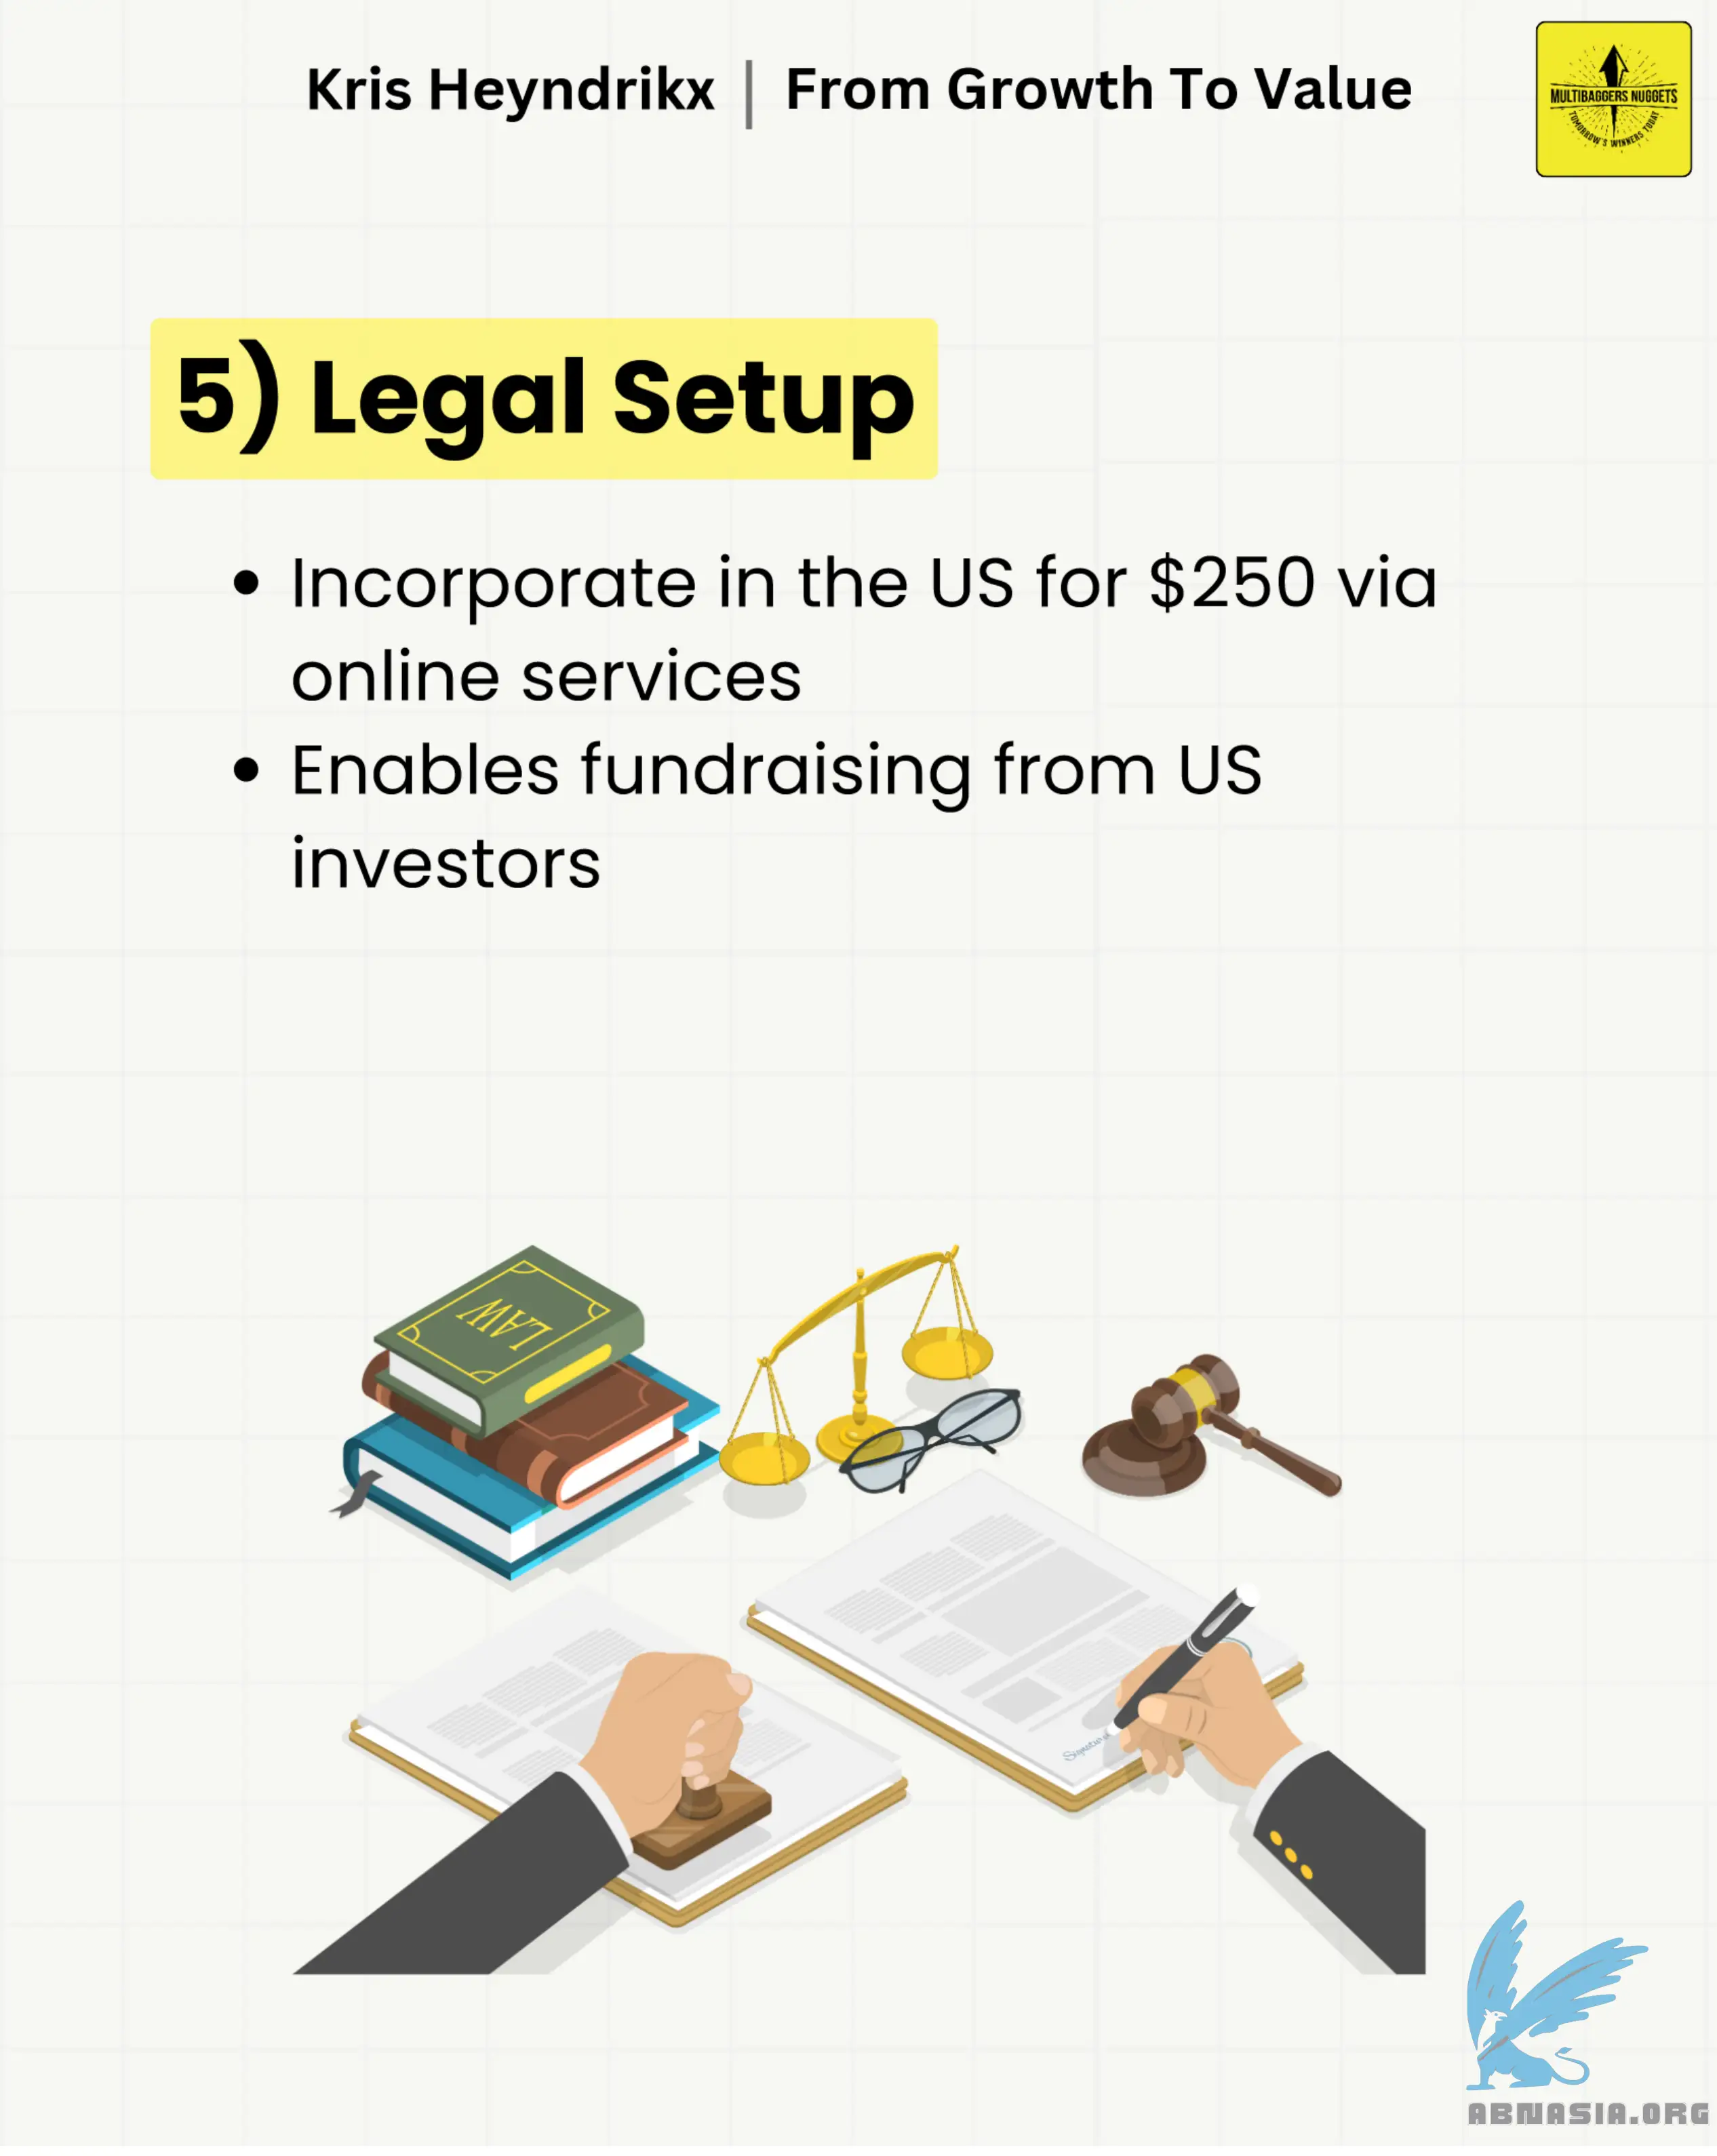 Kris Heyndrikx | From Growth To Value
MULTIBAGGERS NUGGETS
TOMORROW'S WINNERS TODAY
5) Legal Setup
• Incorporate in the US for $250 via
online services
• Enables fundraising from US
investors
LAW
Signature
ABNASIA.ORG